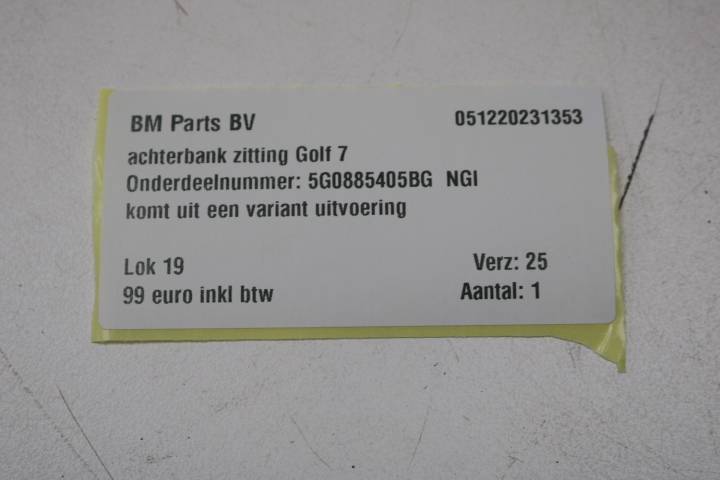 BM Parts BV 051220231353
achterbank zitting Golf 7
Onderdeelnummer: 5G0885405BG NGI
komt uit een variant uitvoering
Lok 19 Verz: 25
99 euro inkl btw Aantal: 1